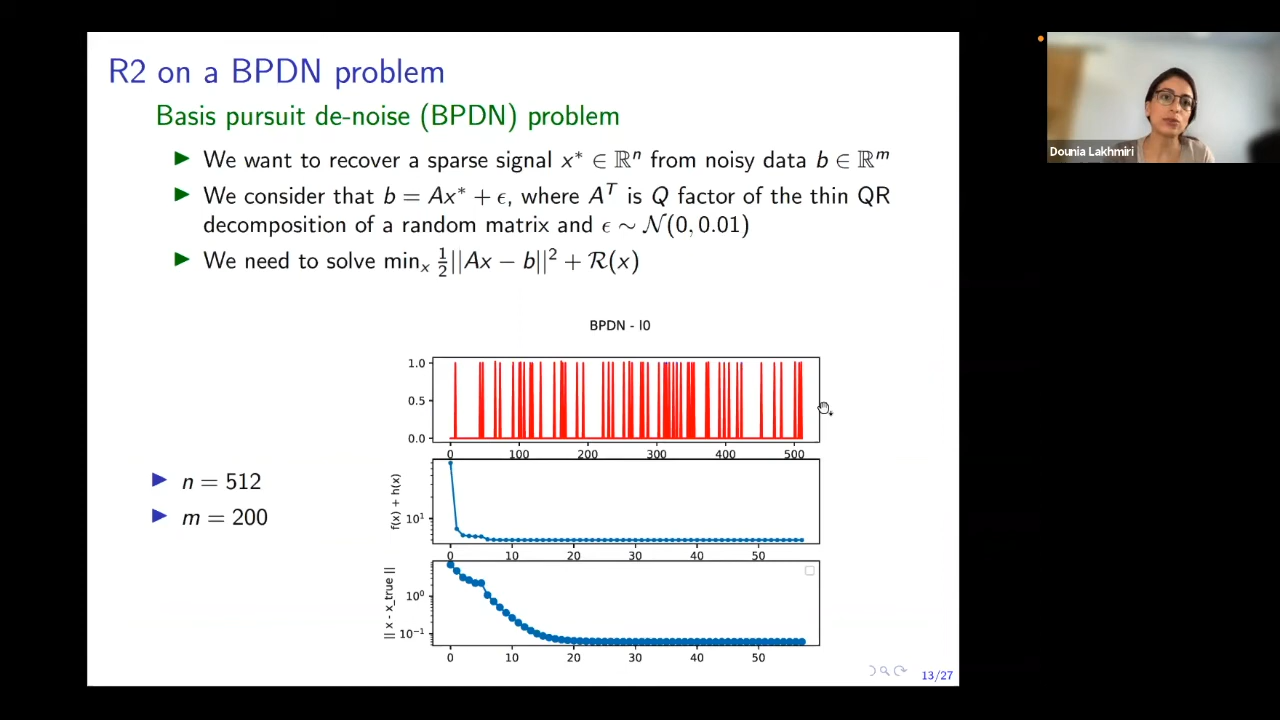 R2 on a BPDN problem
Basis pursuit de-noise (BPDN) problem
▶ We want to recover a sparse signal x* ∈ ℝⁿ from noisy data b ∈ ℝᵐ
▶ We consider that b = Ax* + ϵ, where Aᵀ is Q factor of the thin QR
decomposition of a random matrix and ϵ ∼ 𝒩(0, 0.01)
▶ We need to solve minₓ ½||Ax − b||² + ℛ(x)
BPDN - l0
1.0
0.5
0.0
0 100 200 300 400 500
▶ n = 512
▶ m = 200
f(x) + h(x)
10¹
0 10 20 30 40 50
|| x - x_true ||
10⁰
10⁻¹
0 10 20 30 40 50
13/27
Dounia Lakhmiri